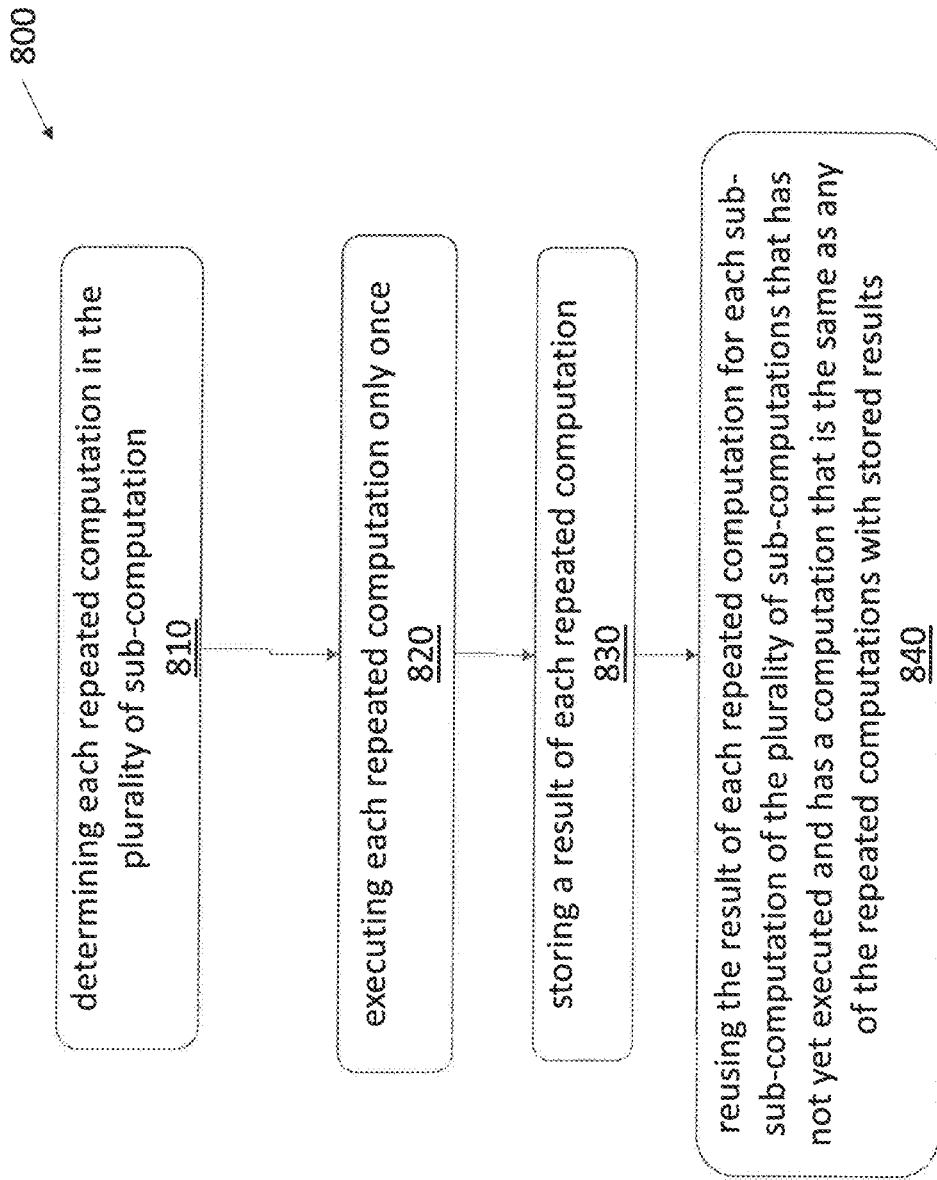 800
determining each repeated computation in the
plurality of sub-computation
810
executing each repeated computation only once
820
storing a result of each repeated computation
830
reusing the result of each repeated computation for each sub-
sub-computation of the plurality of sub-computations that has
not yet executed and has a computation that is the same as any
of the repeated computations with stored results
840